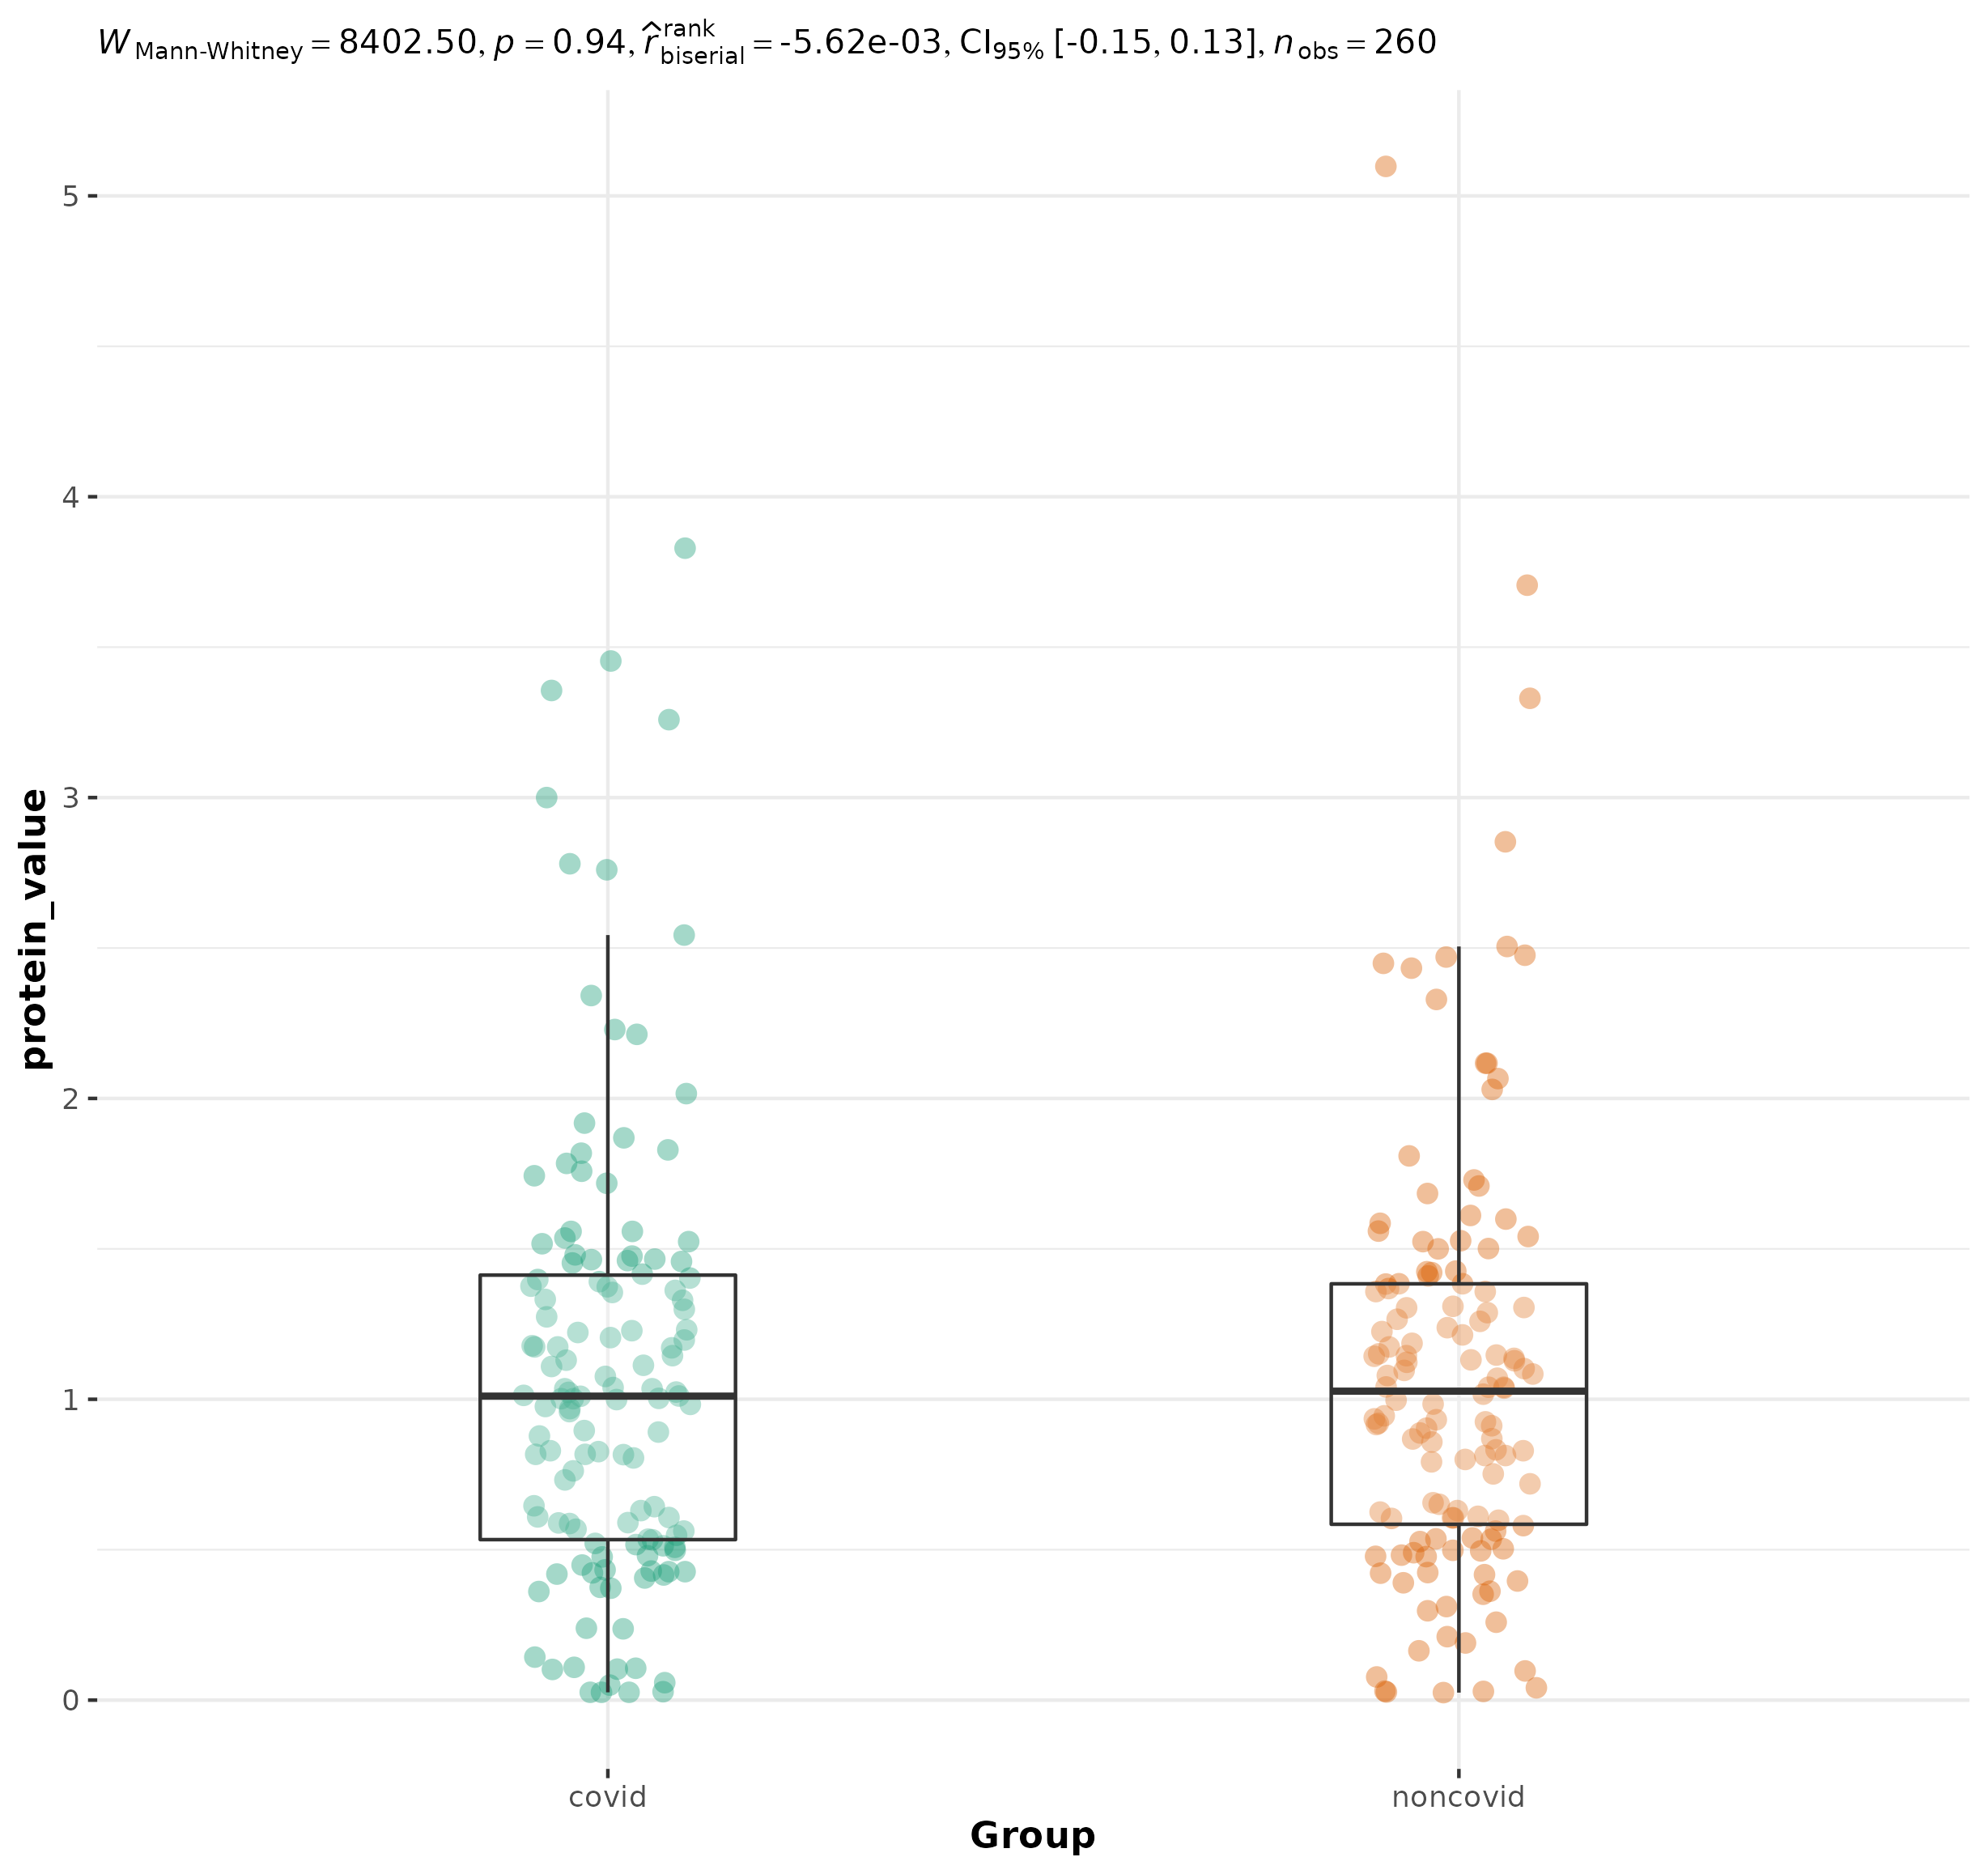 W Mann-Whitney = 8402.50, p = 0.94, r̂ rank biserial = -5.62e-03, CI95% [-0.15, 0.13], n obs = 260
protein_value
5
4
3
2
1
0
covid noncovid
Group